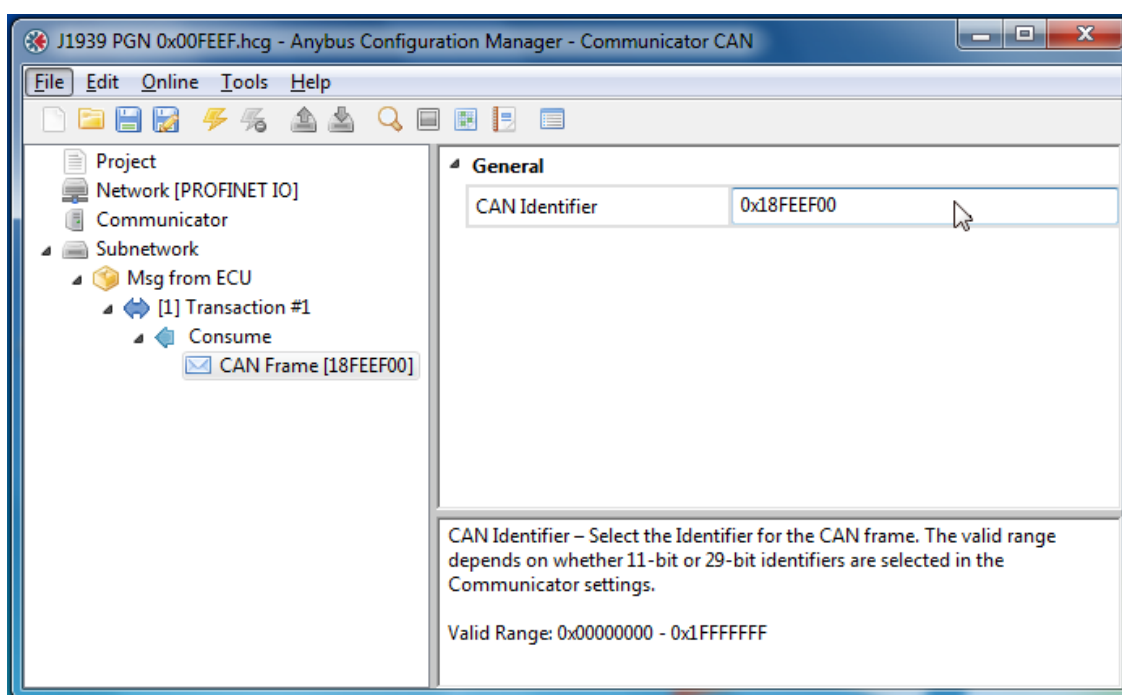 J1939 PGN 0x00FEEF.hcg - Anybus Configuration Manager - Communicator CAN
File Edit Online Tools Help
Project
Network [PROFINET IO]
Communicator
Subnetwork
Msg from ECU
[1] Transaction #1
Consume
CAN Frame [18FEEF00]
General
CAN Identifier 0x18FEEF00
CAN Identifier – Select the Identifier for the CAN frame. The valid range
depends on whether 11-bit or 29-bit identifiers are selected in the
Communicator settings.
Valid Range: 0x00000000 - 0x1FFFFFFF